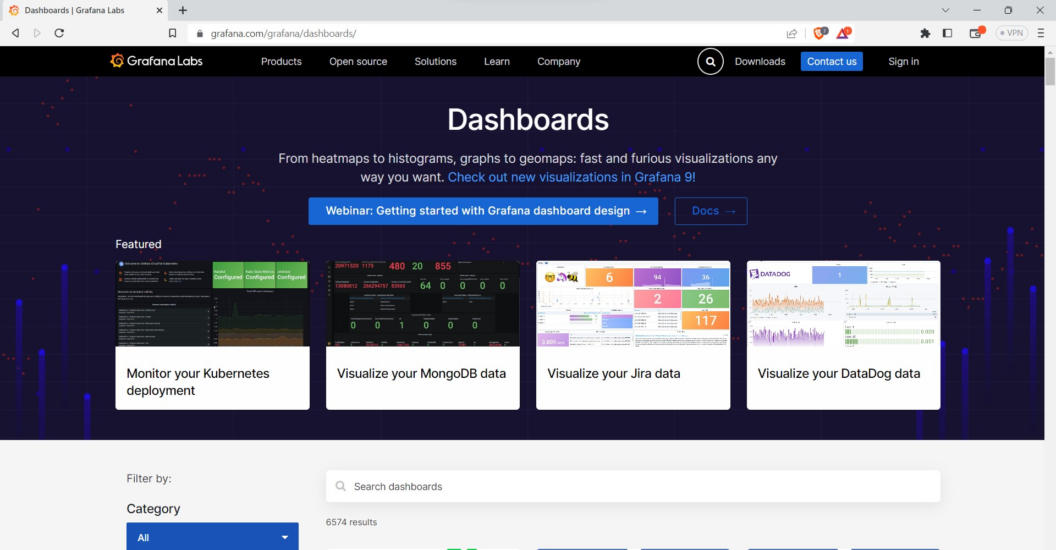 Dashboards | Grafana Labs
grafana.com/grafana/dashboards/
VPN
Grafana Labs
Products
Open source
Solutions
Learn
Company
Downloads
Contact us
Sign in
Dashboards
From heatmaps to histograms, graphs to geomaps: fast and furious visualizations any
way you want. Check out new visualizations in Grafana 9!
Webinar: Getting started with Grafana dashboard design →
Docs →
Featured
Configured Configured Configured
480 20 855
64 0 0 0 0
0 0 1 0 0
6 94 36
2 26
117
DATADOG
1
Monitor your Kubernetes
deployment
Visualize your MongoDB data
Visualize your Jira data
Visualize your DataDog data
Filter by:
Search dashboards
Category
6574 results
All